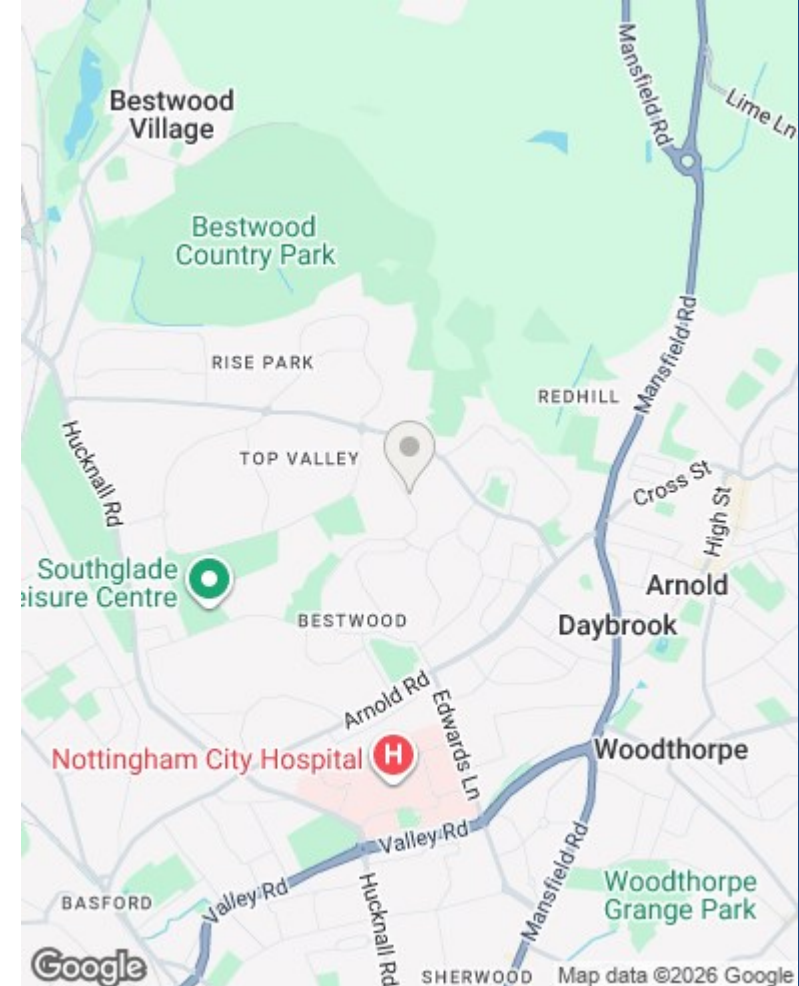 Mansfield Rd
Lime Ln
Bestwood
Village
Bestwood
Country Park
RISE PARK
Mansfield Rd
REDHILL
Hucknall Rd
TOP VALLEY
Cross St
High St
Southglade
eisure Centre
Arnold
BESTWOOD
Daybrook
Arnold Rd
Edwards Ln
Nottingham City Hospital
H
Woodthorpe
Valley Rd
Mansfield Rd
Valley Rd
Hucknall Rd
BASFORD
Woodthorpe
Grange Park
Google
SHERWOOD
Map data ©2026 Google